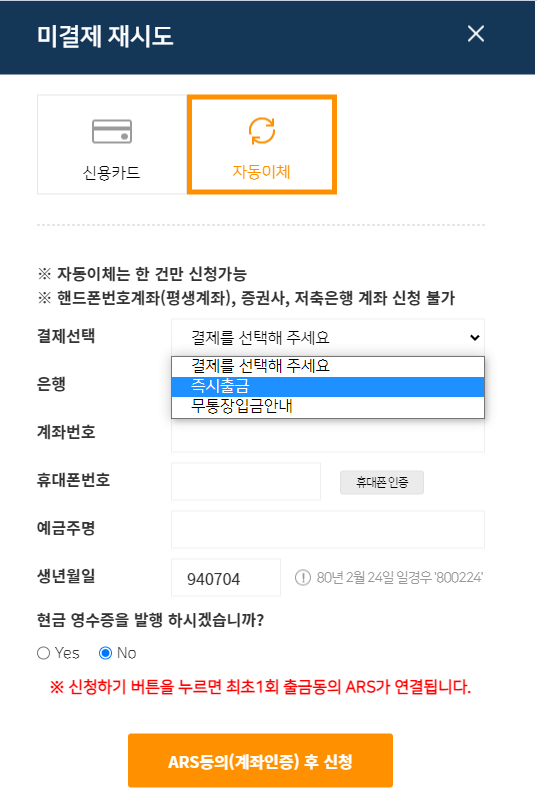 미결제 재시도
신용카드
자동이체
※ 자동이체는 한 건만 신청가능
※ 핸드폰번호계좌(평생계좌), 증권사, 저축은행 계좌 신청 불가
결제선택
결제를 선택해 주세요
결제를 선택해 주세요
은행
즉시출금
무통장입금안내
계좌번호
휴대폰번호
휴대폰인증
예금주명
생년월일
940704
80년 2월 24일 일경우 '800224'
현금 영수증을 발행 하시겠습니까?
Yes
No
※ 신청하기 버튼을 누르면 최초1회 출금동의 ARS가 연결됩니다.
ARS동의(계좌인증) 후 신청